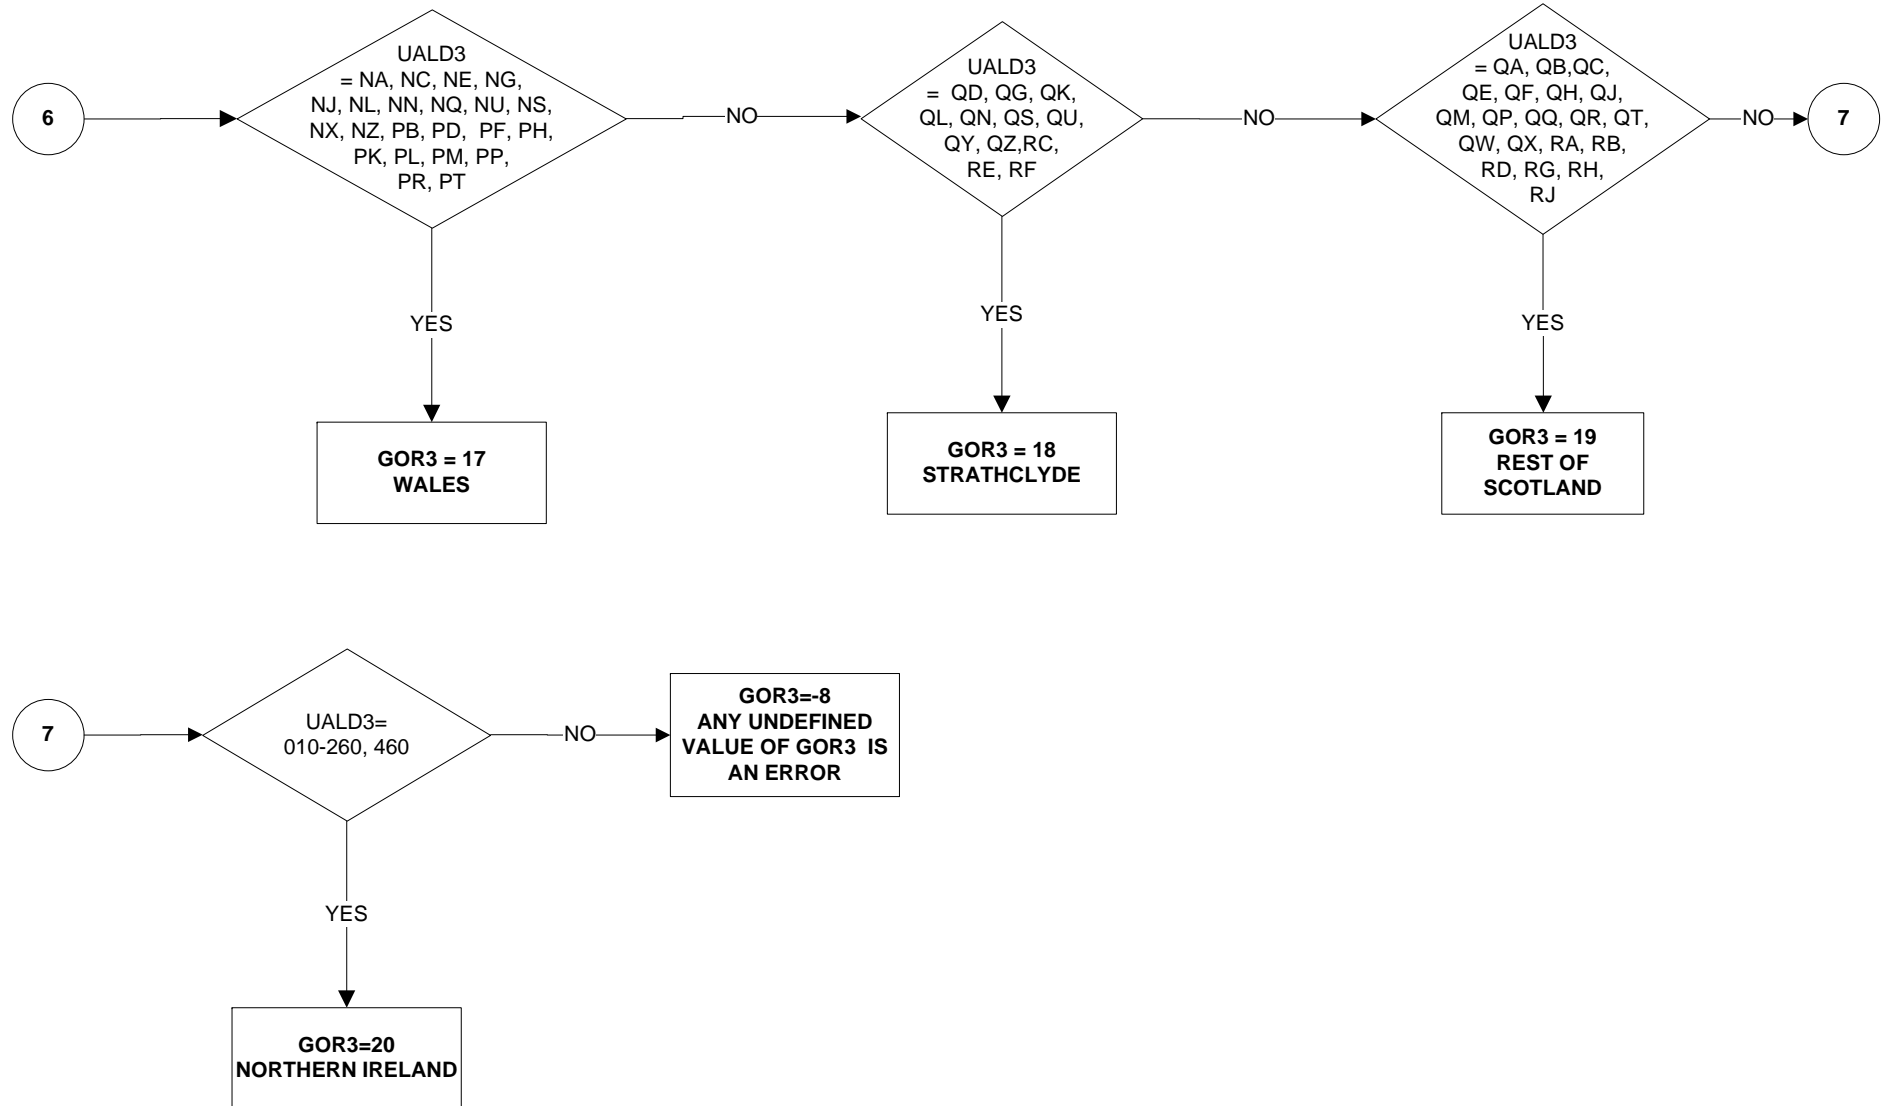 6
UALD3
= NA, NC, NE, NG,
NJ, NL, NN, NQ, NU, NS,
NX, NZ, PB, PD, PF, PH,
PK, PL, PM, PP,
PR, PT
NO
UALD3
= QD, QG, QK,
QL, QN, QS, QU,
QY, QZ,RC,
RE, RF
NO
UALD3
= QA, QB,QC,
QE, QF, QH, QJ,
QM, QP, QQ, QR, QT,
QW, QX, RA, RB,
RD, RG, RH,
RJ
NO
7
YES
YES
YES
GOR3 = 17
WALES
GOR3 = 18
STRATHCLYDE
GOR3 = 19
REST OF
SCOTLAND
7
UALD3=
010-260, 460
NO
GOR3=-8
ANY UNDEFINED
VALUE OF GOR3 IS
AN ERROR
YES
GOR3=20
NORTHERN IRELAND